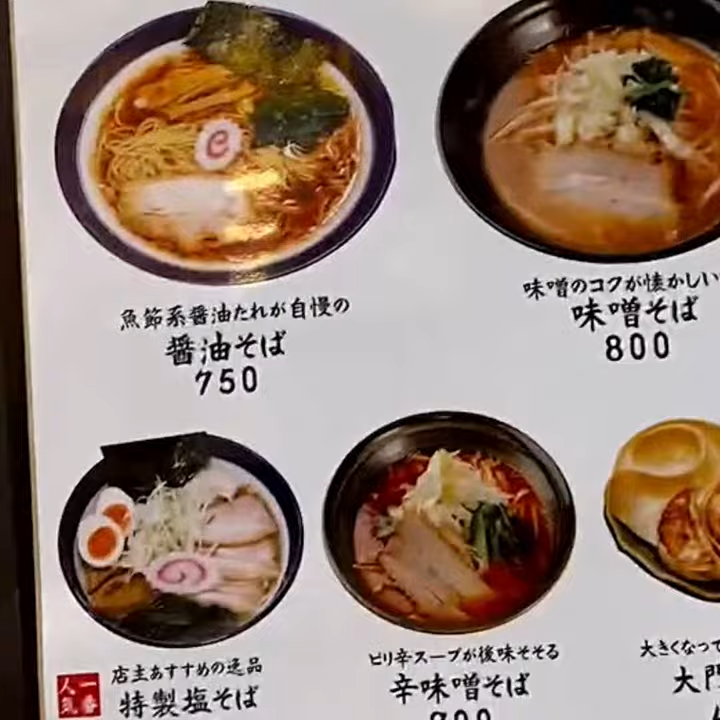 魚節系醤油たれが自慢の
醤油そば
750
味噌のコクが懐かしい
味噌そば
800
人気一番
店主あすすめの逸品
特製塩そば
ピリ辛スープが後味そそる
辛味噌そば
大きくなって
大門